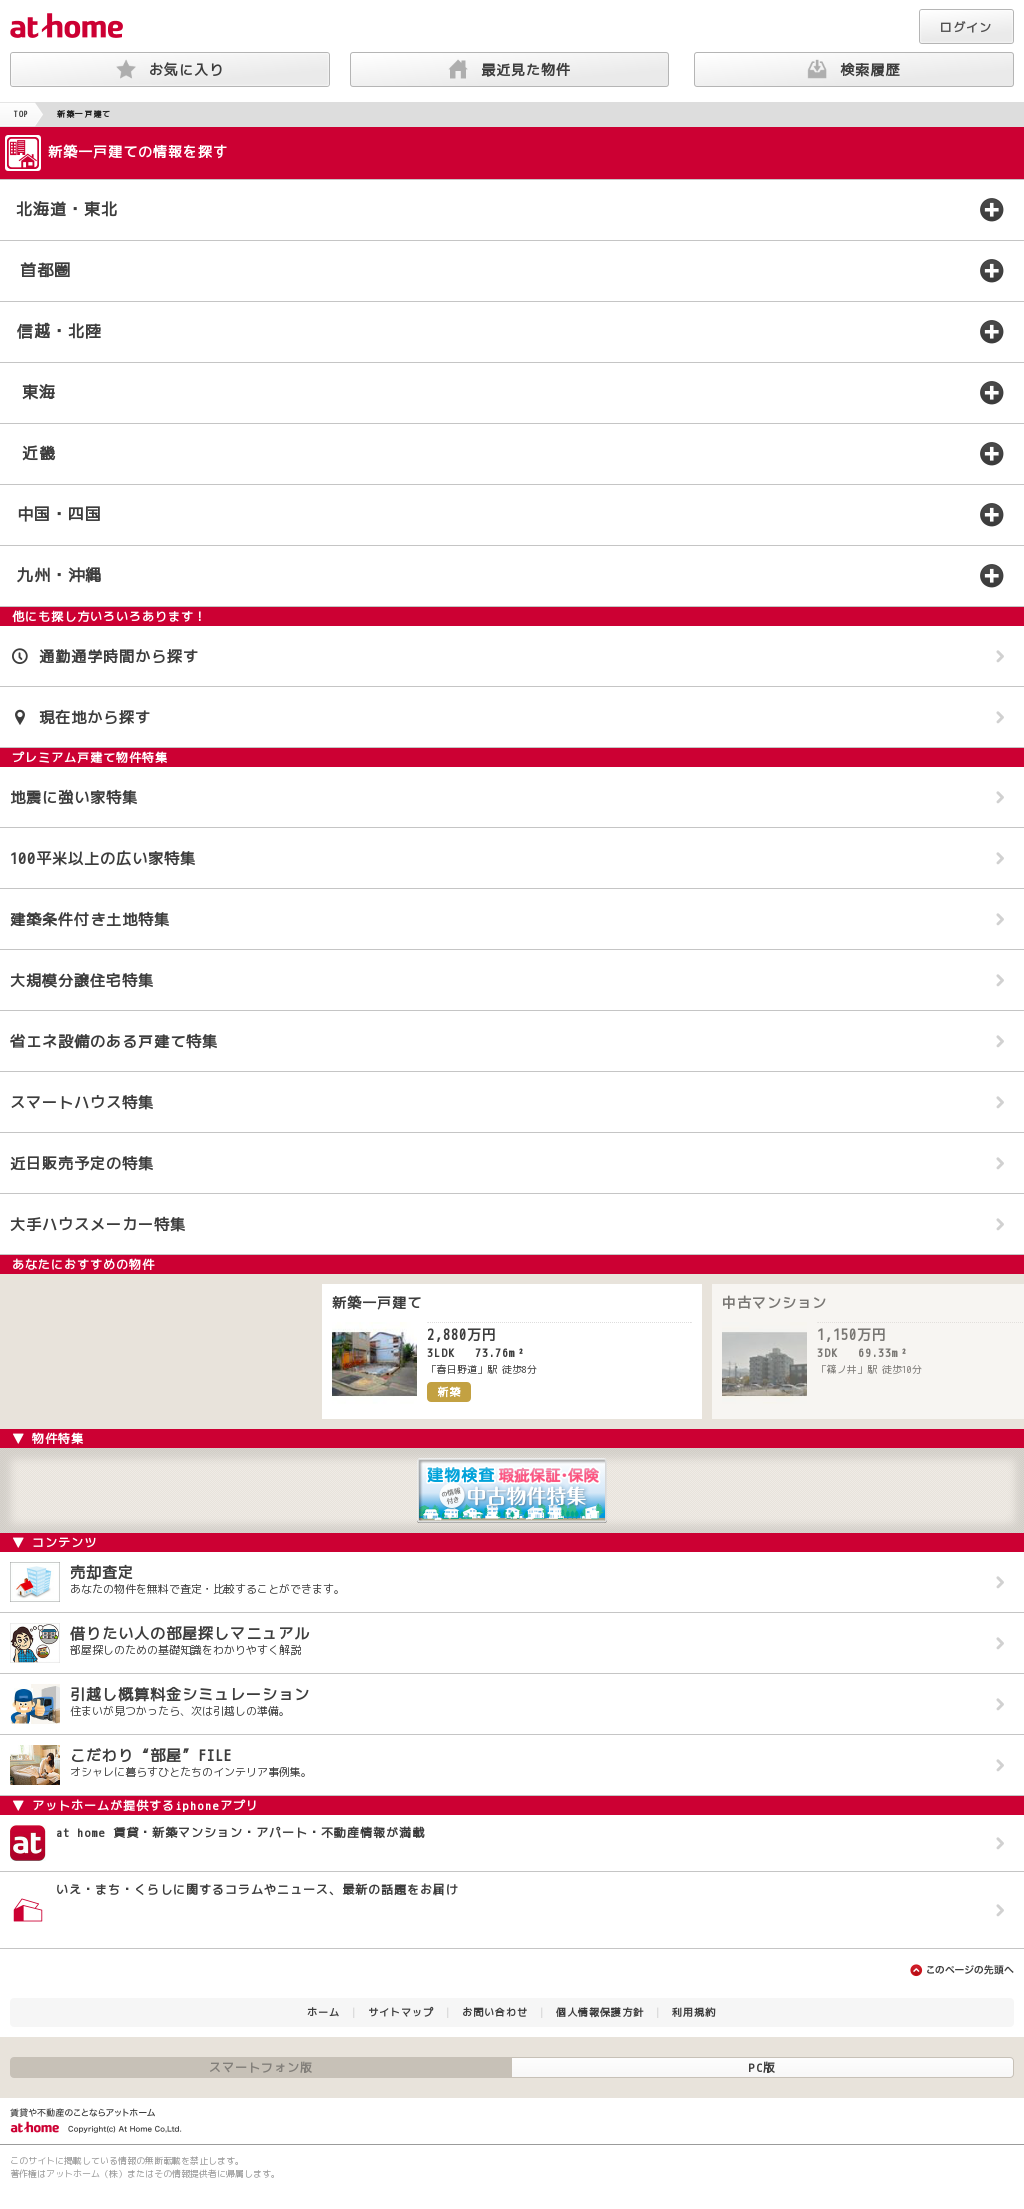 at home
ログイン
お気に入り
最近見た物件
検索履歴
TOP
新築一戸建て
新築一戸建ての情報を探す
北海道・東北
首都圏
信越・北陸
東海
近畿
中国・四国
九州・沖縄
他にも探し方いろいろあります！
通勤通学時間から探す
現在地から探す
プレミアム戸建て物件特集
地震に強い家特集
100平米以上の広い家特集
建築条件付き土地特集
大規模分譲住宅特集
省エネ設備のある戸建て特集
スマートハウス特集
近日販売予定の特集
大手ハウスメーカー特集
あなたにおすすめの物件
新築一戸建て
2,880万円
3LDK 73.76m²
「春日野道」駅 徒歩8分
新築
中古マンション
1,150万円
3DK 69.33m²
「篠ノ井」駅 徒歩10分
▼ 物件特集
建物検査 瑕疵保証・保険
の情報付き 中古物件特集
▼ コンテンツ
売却査定
あなたの物件を無料で査定・比較することができます。
借りたい人の部屋探しマニュアル
部屋探しのための基礎知識をわかりやすく解説
引越し概算料金シミュレーション
住まいが見つかったら、次は引越しの準備。
こだわり“部屋”FILE
オシャレに暮らすひとたちのインテリア事例集。
▼ アットホームが提供するiphoneアプリ
at
at home 賃貸・新築マンション・アパート・不動産情報が満載
いえ・まち・くらしに関するコラムやニュース、最新の話題をお届け
このページの先頭へ
ホーム ｜ サイトマップ ｜ お問い合わせ ｜ 個人情報保護方針 ｜ 利用規約
スマートフォン版
PC版
賃貸や不動産のことならアットホーム
at home Copyright(c) At Home Co,Ltd.
このサイトに掲載している情報の無断転載を禁止します。
著作権はアットホーム（株）またはその情報提供者に帰属します。